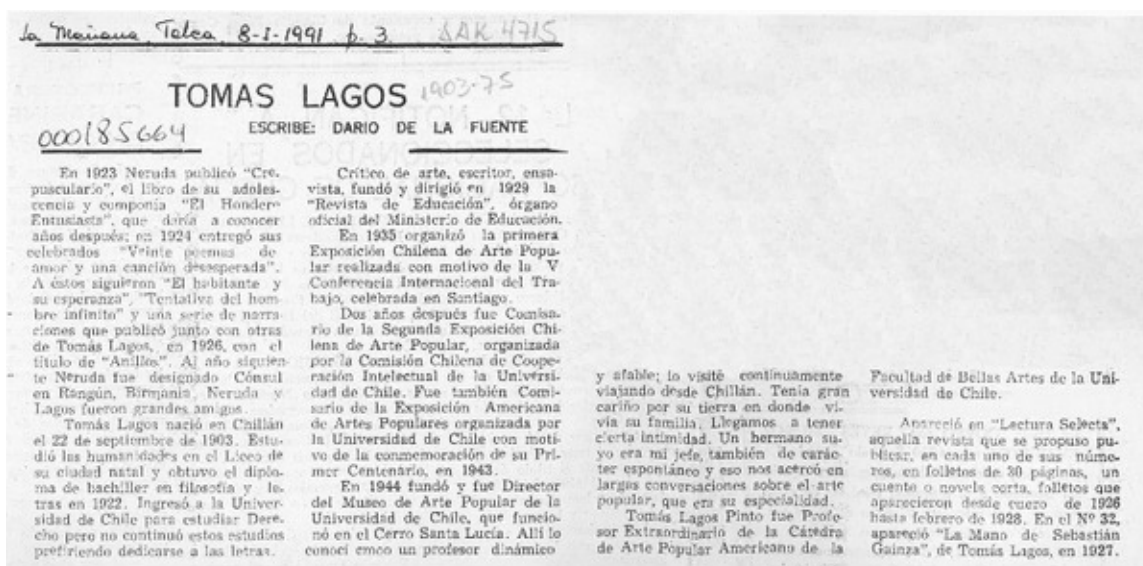 La Mañana, Talca, 8-I-1991 p. 3. AAK 4715
TOMAS LAGOS 1903-75
000185664 ESCRIBE: DARIO DE LA FUENTE
En 1923 Neruda publicó “Cre-
pusculario”, el libro de su adoles-
cencia y componía “El Honde-
Entusiasta”, que daría a conocer
años después; en 1924 entregó sus
celebrados “Veinte poemas de
amor y una canción desesperada”.
A éstos siguieron “El habitante y
su esperanza”, “Tentativa del hom-
bre infinito” y una serie de narra-
ciones que publicó junto con otras
de Tomás Lagos, en 1926, con el
título de “Anillos”. Al año siguien-
te Neruda fue designado Cónsul
en Rangún, Birmania, Neruda y
Lagos fueron grandes amigos.
Tomás Lagos nació en Chillán
el 22 de septiembre de 1903. Estu-
dió las humanidades en el Liceo de
su ciudad natal y obtuvo el diplo-
ma de bachiller en filosofía y le-
tras en 1922. Ingresó a la Univer-
sidad de Chile para estudiar Dere-
cho pero no continuó estos estudios
prefiriendo dedicarse a las letras.
Crítico de arte, escritor, ensa-
vista, fundó y dirigió en 1929 la
“Revista de Educación”, órgano
oficial del Ministerio de Educación.
En 1935 organizó la primera
Exposición Chilena de Arte Popu-
lar realizada con motivo de la V
Conferencia Internacional del Tra-
bajo, celebrada en Santiago.
Dos años después fue Comisa-
rio de la Segunda Exposición Chi-
lena de Arte Popular, organizada
por la Comisión Chilena de Coope-
ración Intelectual de la Universi-
dad de Chile. Fue también Comi-
sario de la Exposición Americana
de Artes Populares organizada por
la Universidad de Chile con moti-
vo de la conmemoración de su Pri-
mer Centenario, en 1943.
En 1944 fundó y fue Director
del Museo de Arte Popular de la
Universidad de Chile, que funcio-
nó en el Cerro Santa Lucía. Allí lo
conocí emoo un profesor dinámico
y afable; lo visité continuamente
viajando desde Chillán. Tenía gran
cariño por su tierra en donde vi-
vía su familia. Llegamos a tener
cierta intimidad. Un hermano su-
yo era mi jefe, también de carác-
ter espontáneo y eso nos acercó en
largas conversaciones sobre el arte
popular, que era su especialidad.
Tomás Lagos Pinto fue Profe-
sor Extraordinario de la Cátedra
de Arte Popular Americano de la
Facultad de Bellas Artes de la Uni-
versidad de Chile.
Apareció en “Lectura Selecta”,
aquella revista que se propuso pu-
blicar, en cada uno de sus núme-
ros, en folletos de 30 páginas, un
cuento o novela corta, folletos que
aparecieron desde enero de 1926
hasta febrero de 1928. En el Nº 32,
apareció “La Mano de Sebastián
Gainza”, de Tomás Lagos, en 1927.